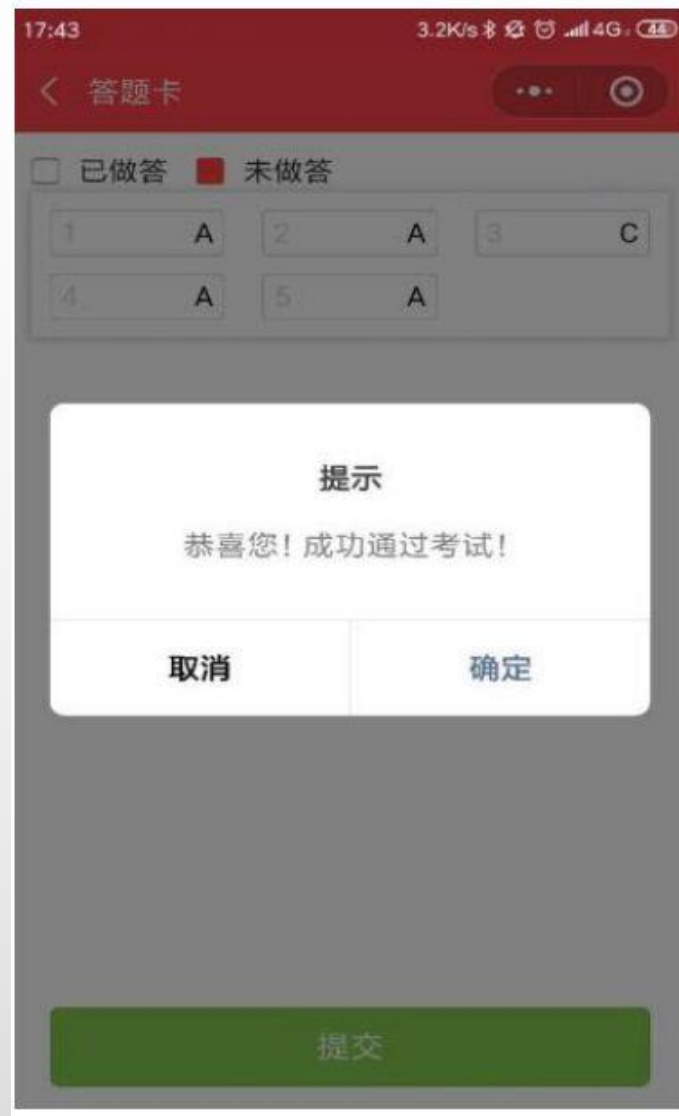 17:43 3.2K/s 4G 44
答题卡
已做答 未做答
1 A 2 A 3 C
4 A 5 A
提示
恭喜您！成功通过考试！
取消 确定
提交